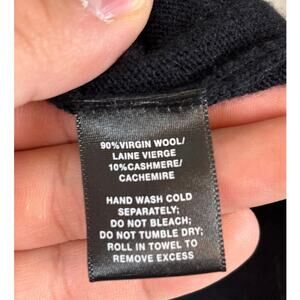 90%VIRGIN WOOL/
LAINE VIERGE
10%CASHMERE/
CACHEMIRE
HAND WASH COLD
SEPARATELY;
DO NOT BLEACH;
DO NOT TUMBLE DRY;
ROLL IN TOWEL TO
REMOVE EXCESS